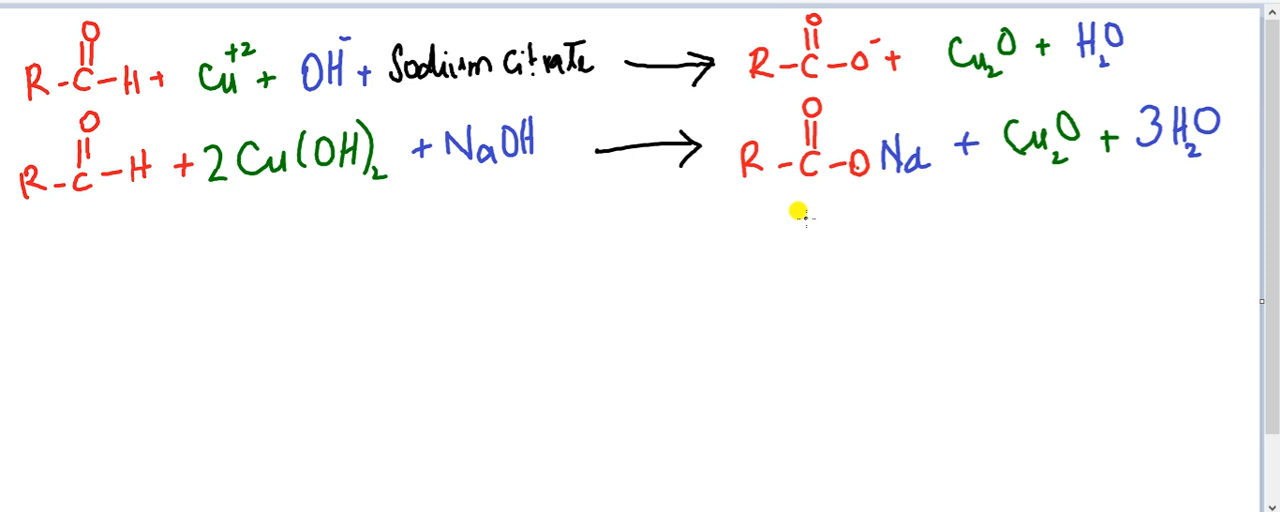 R-C(=O)-H + Cu⁺² + OH⁻ + Sodium CitraTe → R-C(=O)-O⁻ + Cu₂O + H₂O
R-C(=O)-H + 2Cu(OH)₂ + NaOH → R-C(=O)-ONa + Cu₂O + 3H₂O